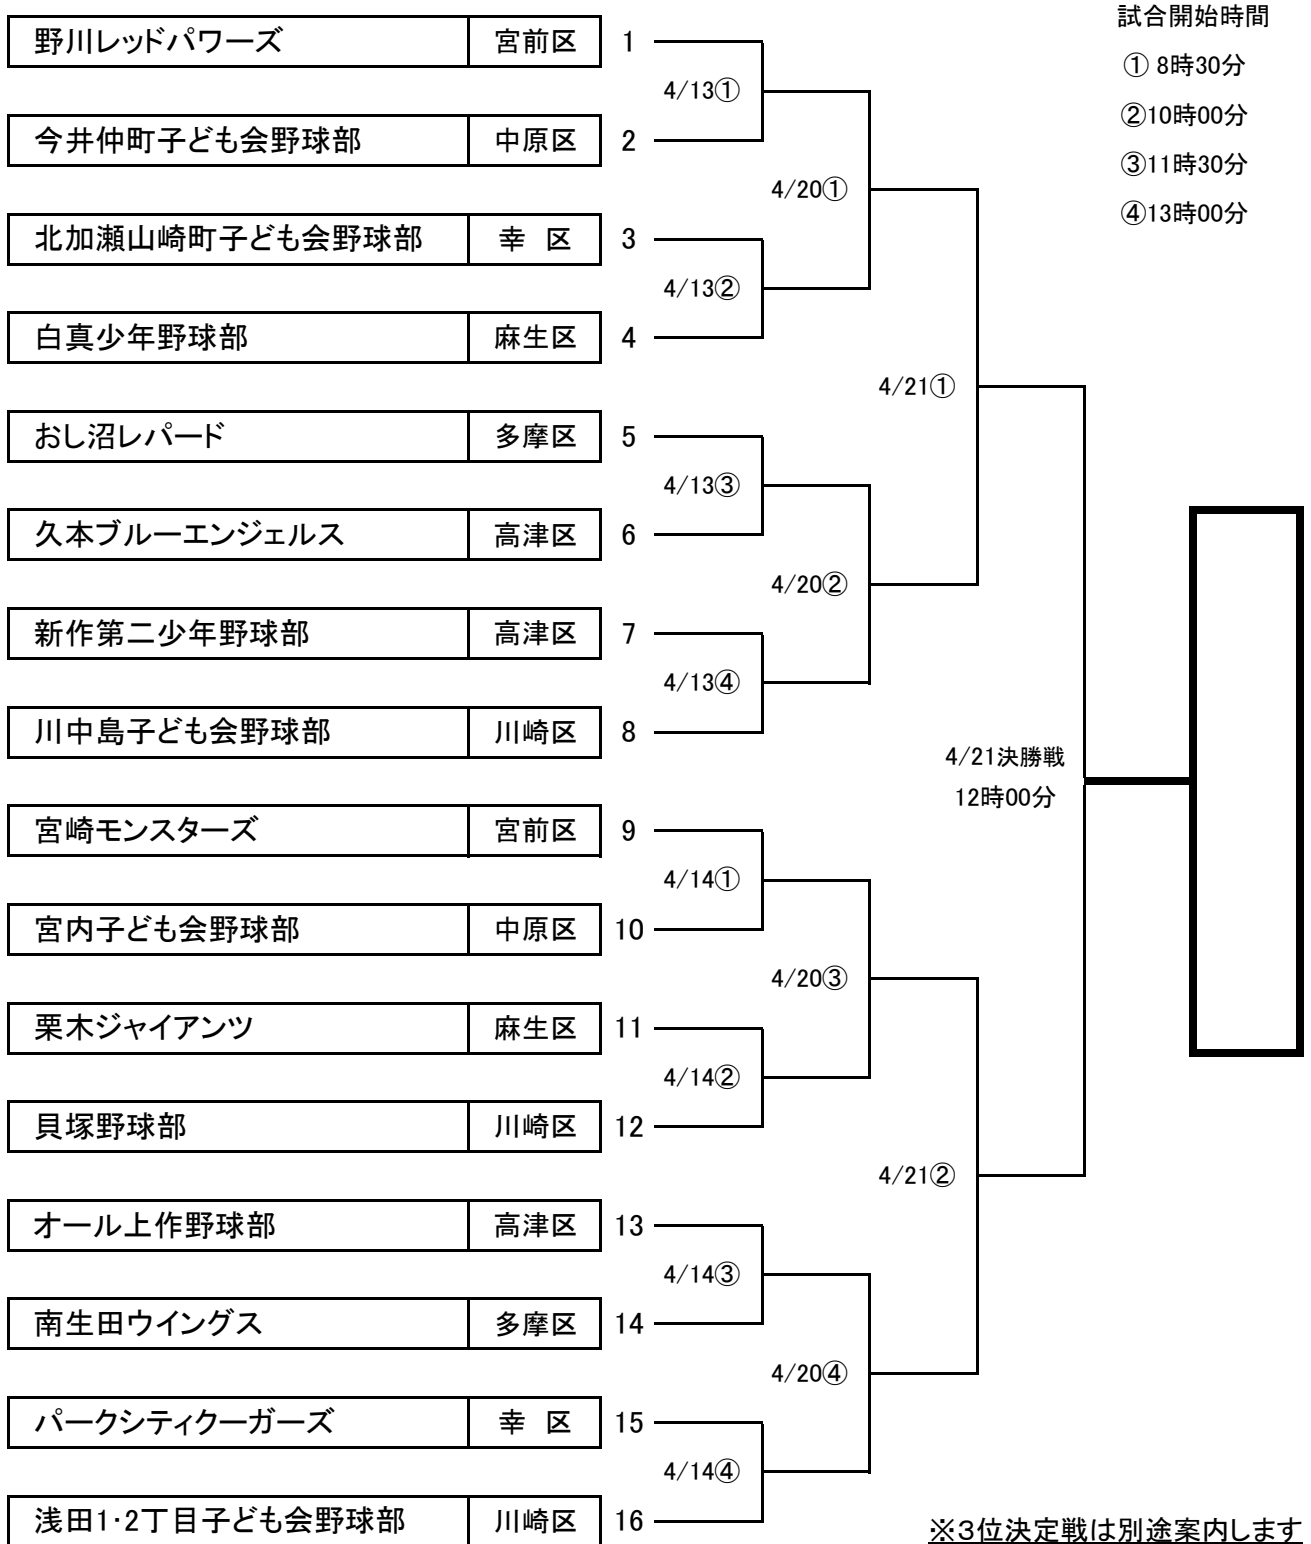 試合開始時間
① 8時30分
②10時00分
③11時30分
④13時00分
野川レッドパワーズ 宮前区 1
4/13①
今井仲町子ども会野球部 中原区 2
4/20①
北加瀬山崎町子ども会野球部 幸 区 3
4/13②
白真少年野球部 麻生区 4
4/21①
おし沼レパード 多摩区 5
4/13③
久本ブルーエンジェルス 高津区 6
4/20②
新作第二少年野球部 高津区 7
4/13④
川中島子ども会野球部 川崎区 8
4/21決勝戦
12時00分
宮崎モンスターズ 宮前区 9
4/14①
宮内子ども会野球部 中原区 10
4/20③
栗木ジャイアンツ 麻生区 11
4/14②
貝塚野球部 川崎区 12
4/21②
オール上作野球部 高津区 13
4/14③
南生田ウイングス 多摩区 14
4/20④
パークシティクーガーズ 幸 区 15
4/14④
浅田1・2丁目子ども会野球部 川崎区 16
※3位決定戦は別途案内します